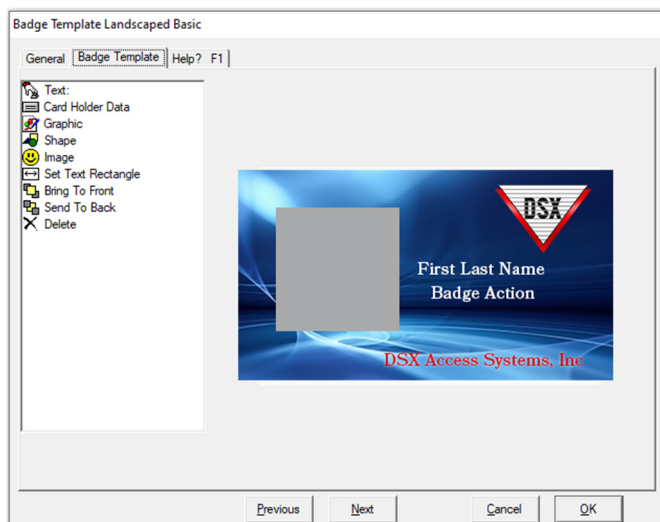 Badge Template Landscaped Basic
General Badge Template Help? F1
Text:
Card Holder Data
Graphic
Shape
Image
Set Text Rectangle
Bring To Front
Send To Back
Delete
DSX
First Last Name
Badge Action
DSX Access Systems, Inc
Previous Next Cancel OK